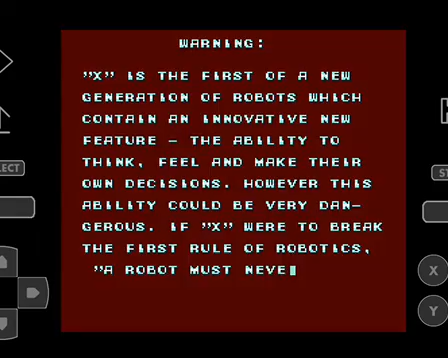 WARNING:
"X" IS THE FIRST OF A NEW
GENERATION OF ROBOTS WHICH
CONTAIN AN INNOVATIVE NEW
FEATURE – THE ABILITY TO
THINK, FEEL AND MAKE THEIR
OWN DECISIONS. HOWEVER THIS
ABILITY COULD BE VERY DAN–
GEROUS. IF "X" WERE TO BREAK
THE FIRST RULE OF ROBOTICS,
"A ROBOT MUST NEVE
LECT
ST
X
Y